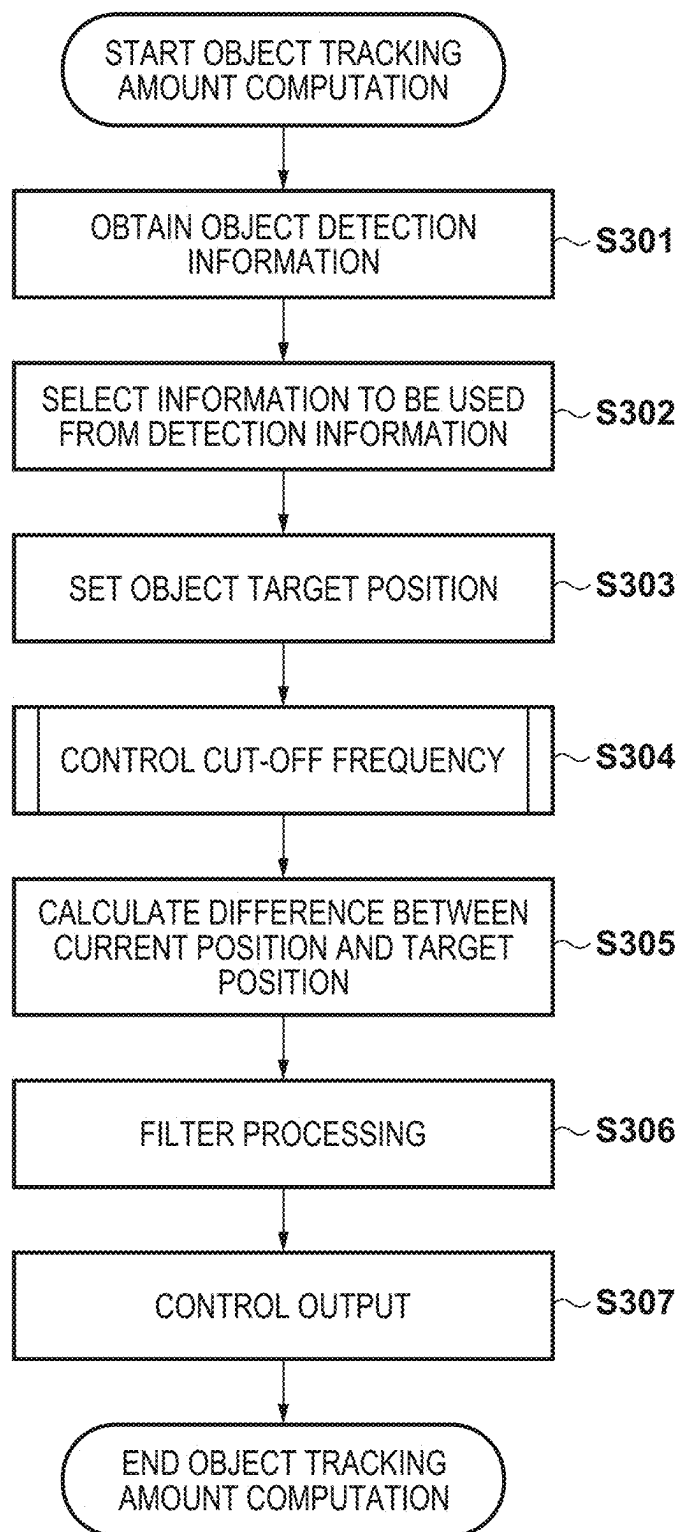 START OBJECT TRACKING
AMOUNT COMPUTATION
OBTAIN OBJECT DETECTION
INFORMATION
S301
SELECT INFORMATION TO BE USED
FROM DETECTION INFORMATION
S302
SET OBJECT TARGET POSITION
S303
CONTROL CUT-OFF FREQUENCY
S304
CALCULATE DIFFERENCE BETWEEN
CURRENT POSITION AND TARGET
POSITION
S305
FILTER PROCESSING
S306
CONTROL OUTPUT
S307
END OBJECT TRACKING
AMOUNT COMPUTATION